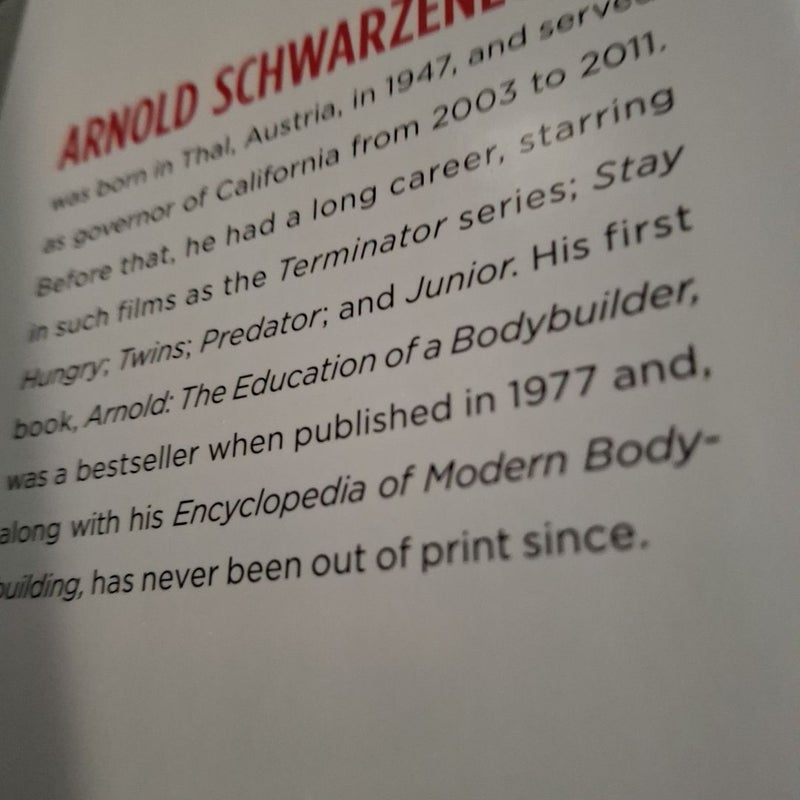 ARNOLD SCHWARZENE
was born in Thal, Austria, in 1947, and served
as governor of California from 2003 to 2011.
Before that, he had a long career, starring
in such films as the Terminator series; Stay
Hungry; Twins; Predator; and Junior. His first
book, Arnold: The Education of a Bodybuilder,
was a bestseller when published in 1977 and,
along with his Encyclopedia of Modern Body-
building, has never been out of print since.